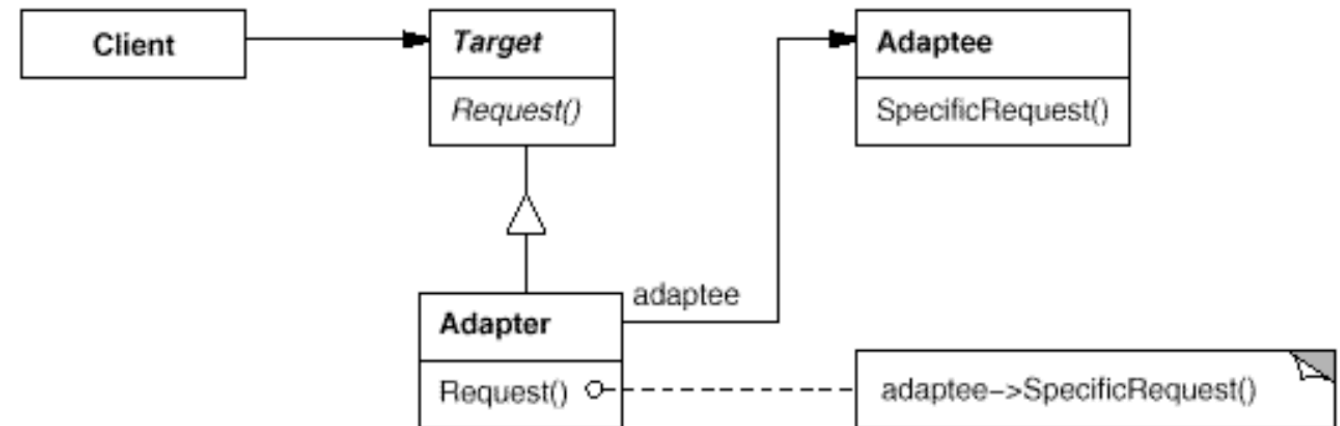 Client
Target
Request()
Adaptee
SpecificRequest()
adaptee
Adapter
Request()
adaptee–>SpecificRequest()